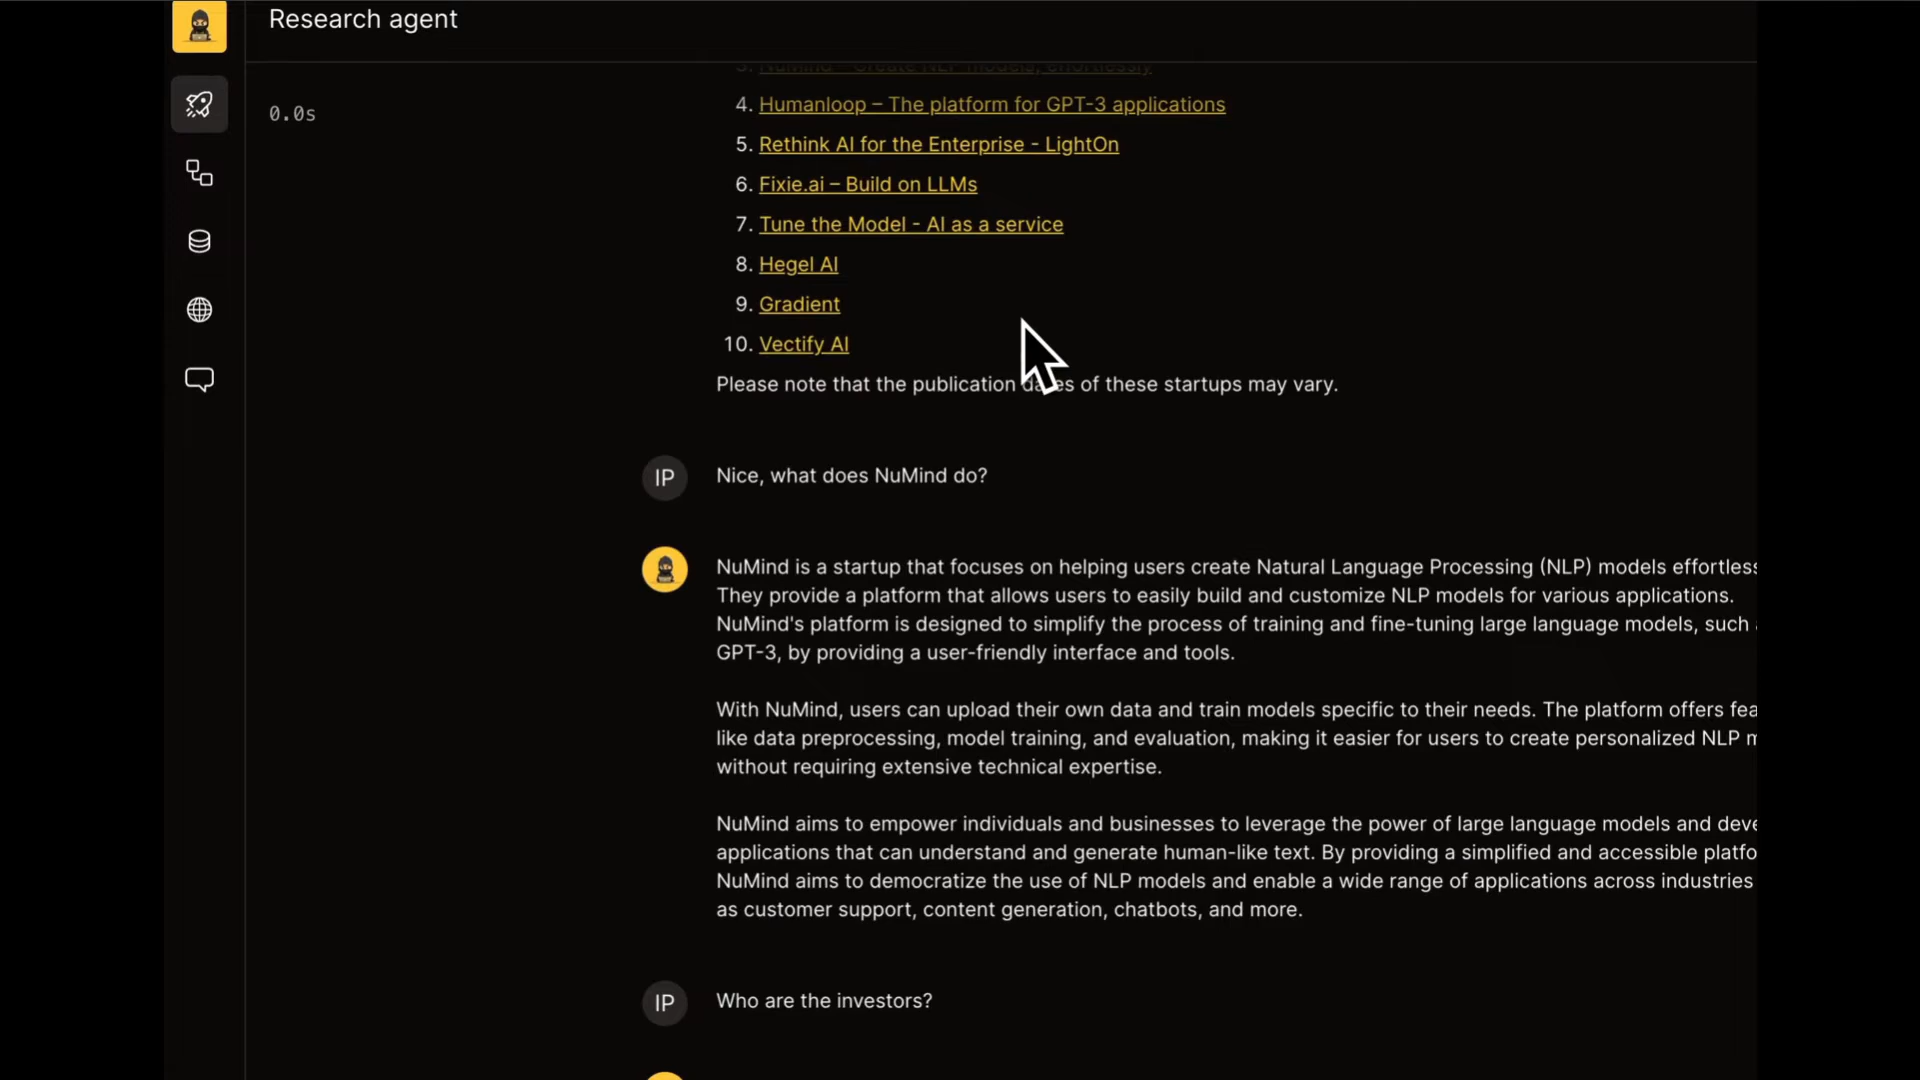 Research agent
0.0s
3. NuMind – Create NLP models, effortlessly
4. Humanloop – The platform for GPT-3 applications
5. Rethink AI for the Enterprise - LightOn
6. Fixie.ai – Build on LLMs
7. Tune the Model - AI as a service
8. Hegel AI
9. Gradient
10. Vectify AI
Please note that the publication of these startups may vary.
IP
Nice, what does NuMind do?
NuMind is a startup that focuses on helping users create Natural Language Processing (NLP) models effortless
They provide a platform that allows users to easily build and customize NLP models for various applications.
NuMind's platform is designed to simplify the process of training and fine-tuning large language models, such
GPT-3, by providing a user-friendly interface and tools.
With NuMind, users can upload their own data and train models specific to their needs. The platform offers fea
like data preprocessing, model training, and evaluation, making it easier for users to create personalized NLP
without requiring extensive technical expertise.
NuMind aims to empower individuals and businesses to leverage the power of large language models and deve
applications that can understand and generate human-like text. By providing a simplified and accessible platfo
NuMind aims to democratize the use of NLP models and enable a wide range of applications across industries
as customer support, content generation, chatbots, and more.
IP
Who are the investors?